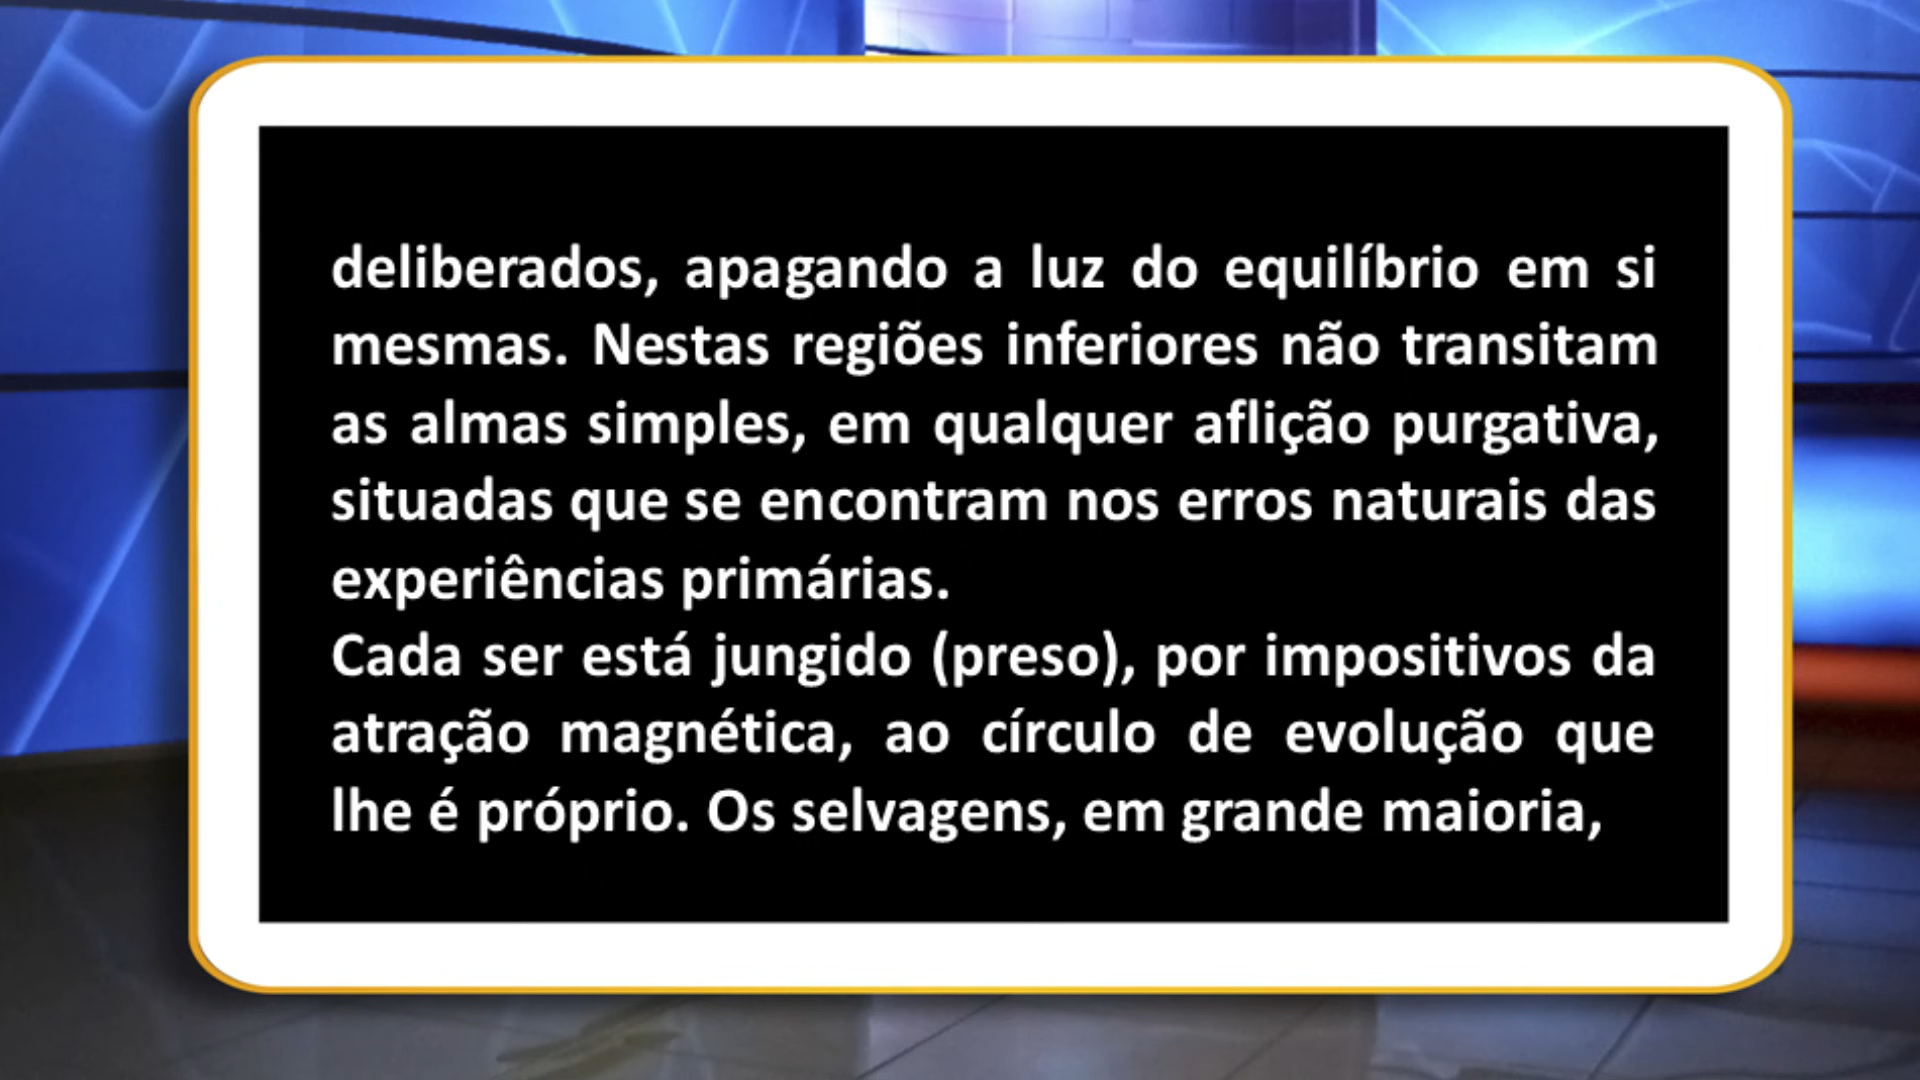 deliberados, apagando a luz do equilíbrio em si
mesmas. Nestas regiões inferiores não transitam
as almas simples, em qualquer aflição purgativa,
situadas que se encontram nos erros naturais das
experiências primárias.
Cada ser está jungido (preso), por impositivos da
atração magnética, ao círculo de evolução que
lhe é próprio. Os selvagens, em grande maioria,